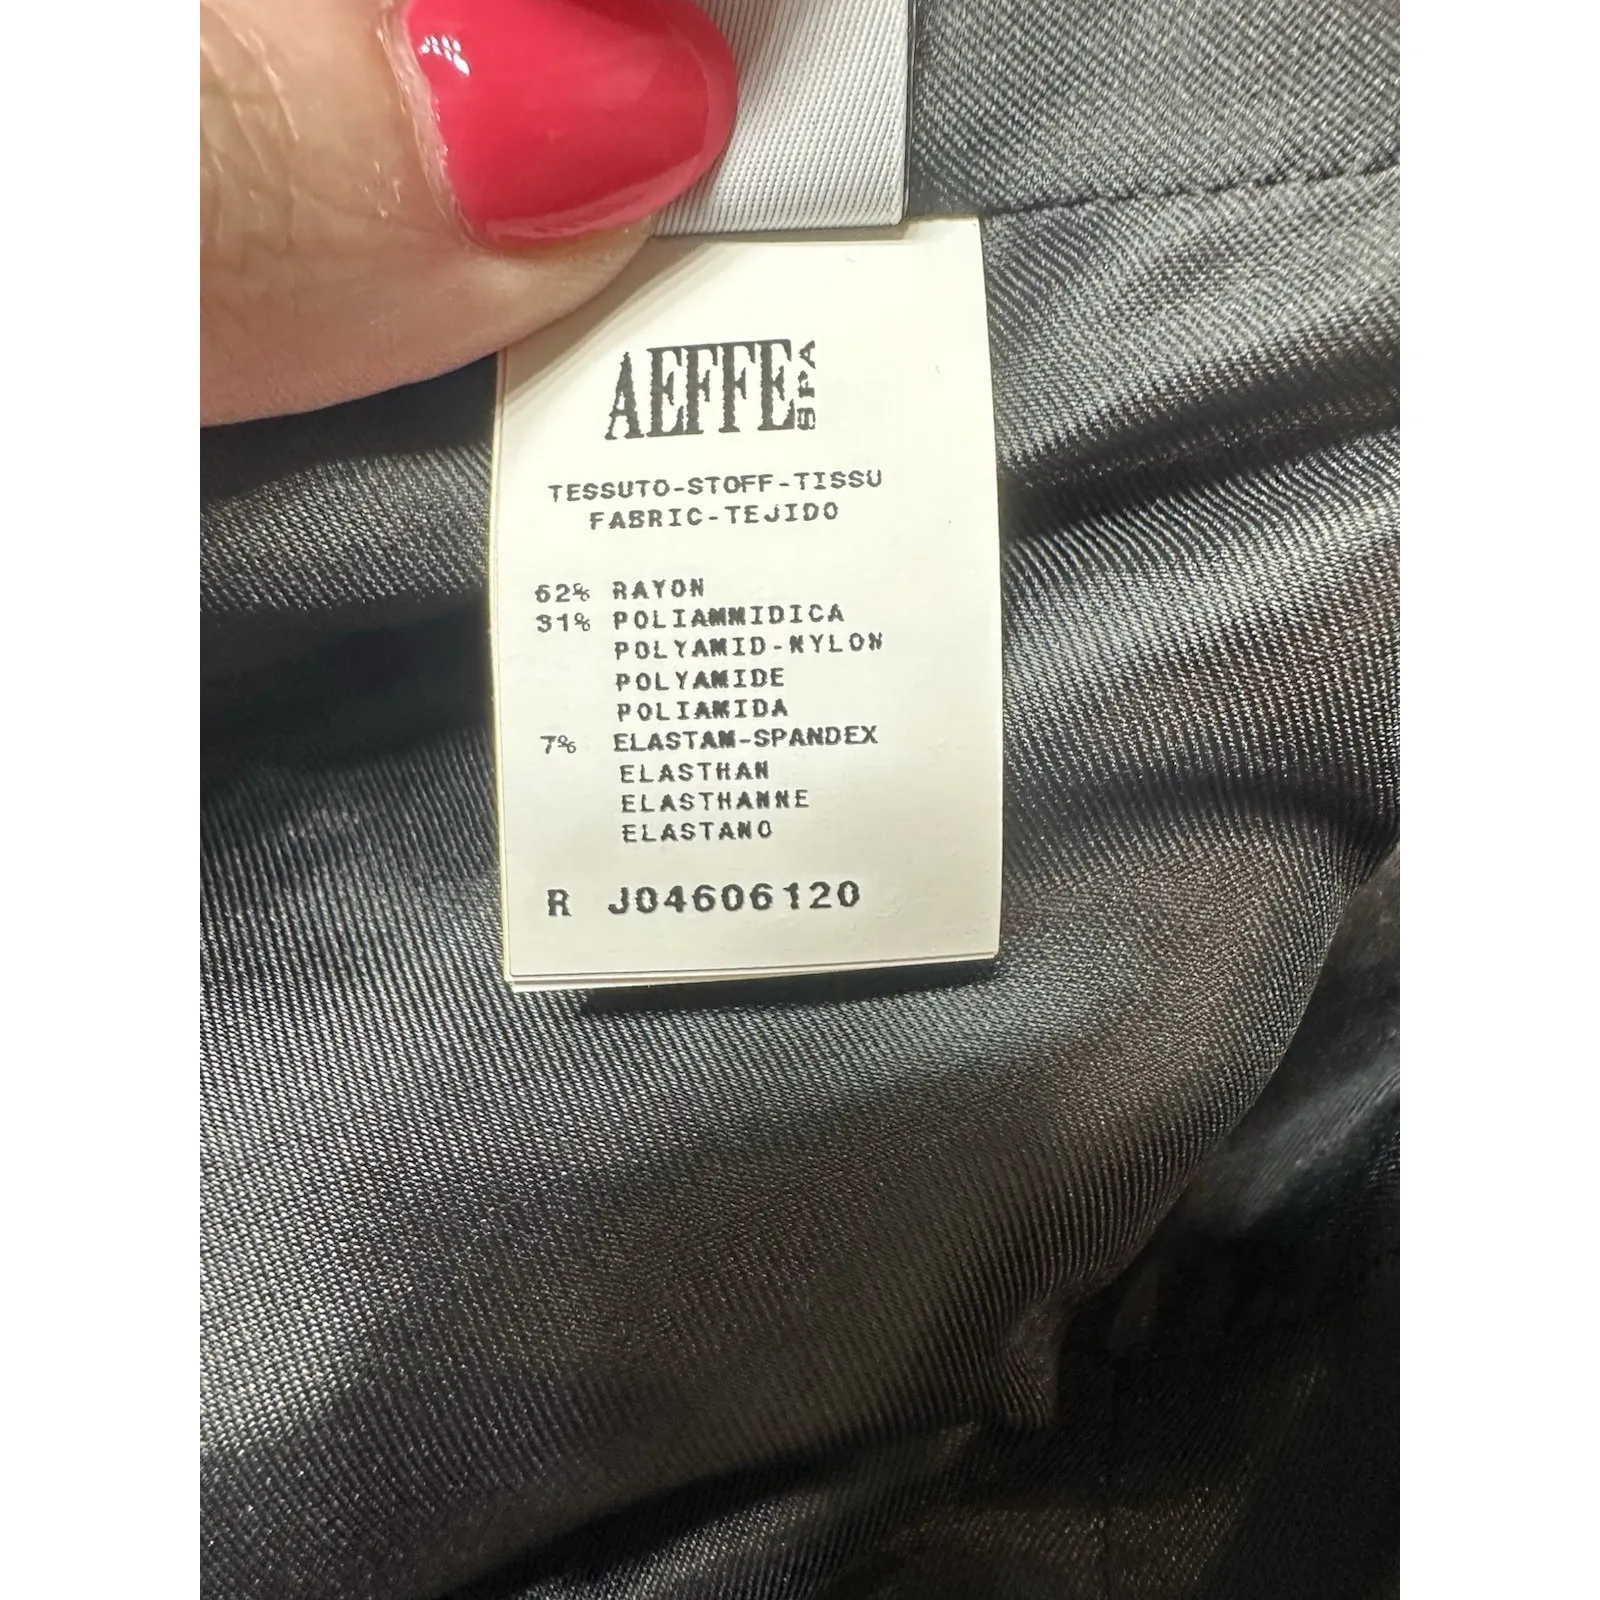 AEFFE SPA
TESSUTO-STOFF-TISSU
FABRIC-TEJIDO
62% RAYON
31% POLIAMMIDICA
POLYAMID-NYLON
POLYAMIDE
POLIAMIDA
7% ELASTAM-SPANDEX
ELASTHAN
ELASTHANNE
ELASTANO
R J04606120